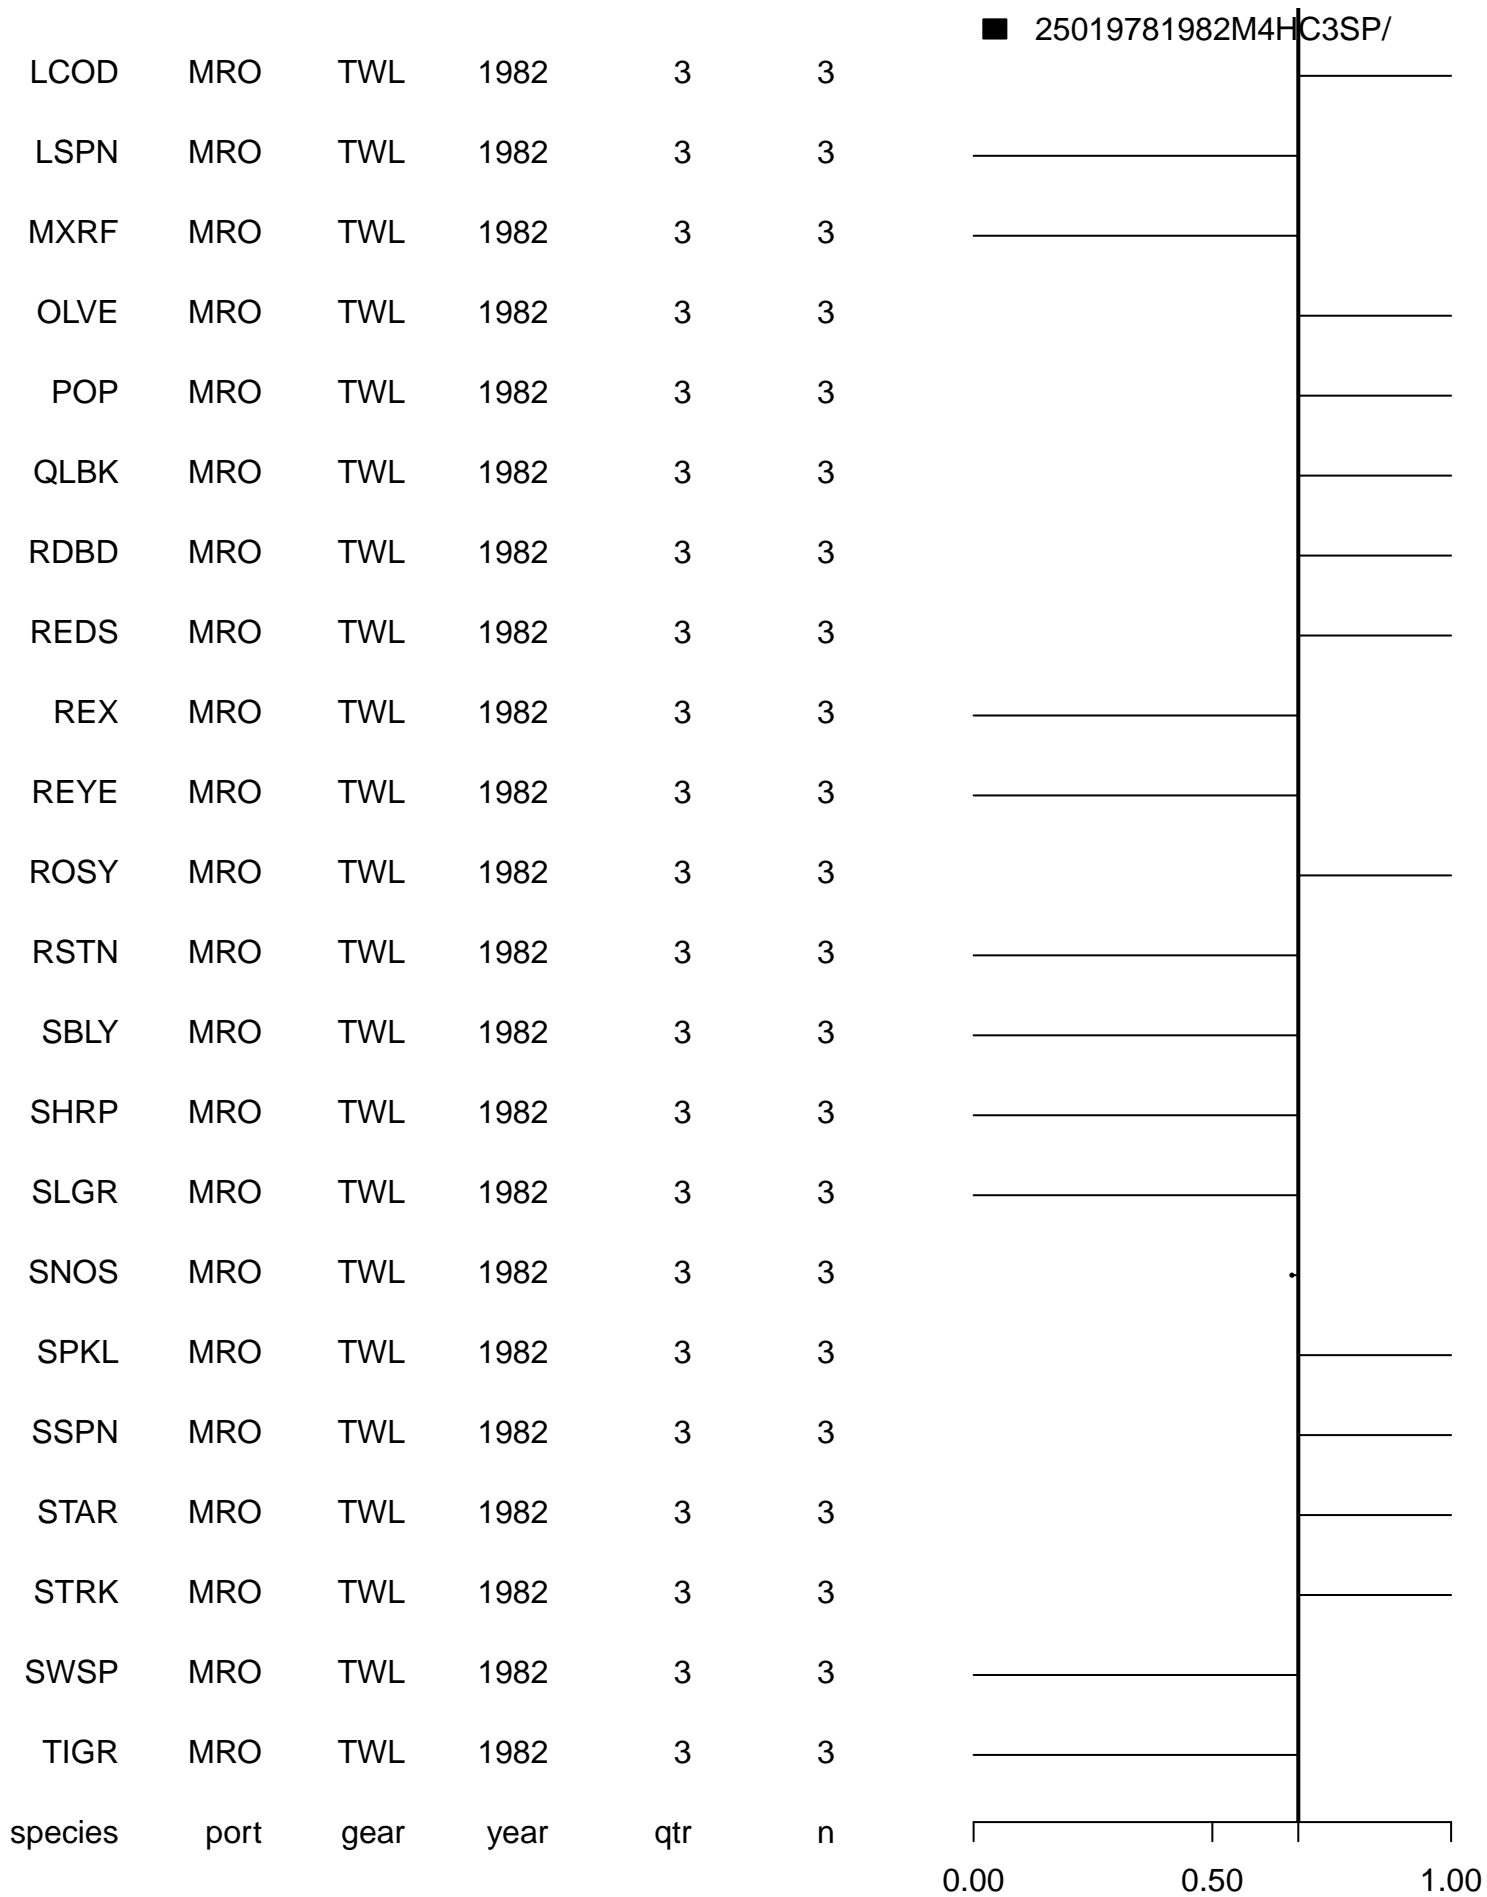 25019781982M4HC3SP/
LCOD MRO TWL 1982 3 3
LSPN MRO TWL 1982 3 3
MXRF MRO TWL 1982 3 3
OLVE MRO TWL 1982 3 3
POP MRO TWL 1982 3 3
QLBK MRO TWL 1982 3 3
RDBD MRO TWL 1982 3 3
REDS MRO TWL 1982 3 3
REX MRO TWL 1982 3 3
REYE MRO TWL 1982 3 3
ROSY MRO TWL 1982 3 3
RSTN MRO TWL 1982 3 3
SBLY MRO TWL 1982 3 3
SHRP MRO TWL 1982 3 3
SLGR MRO TWL 1982 3 3
SNOS MRO TWL 1982 3 3
SPKL MRO TWL 1982 3 3
SSPN MRO TWL 1982 3 3
STAR MRO TWL 1982 3 3
STRK MRO TWL 1982 3 3
SWSP MRO TWL 1982 3 3
TIGR MRO TWL 1982 3 3
species port gear year qtr n
0.00 0.50 1.00